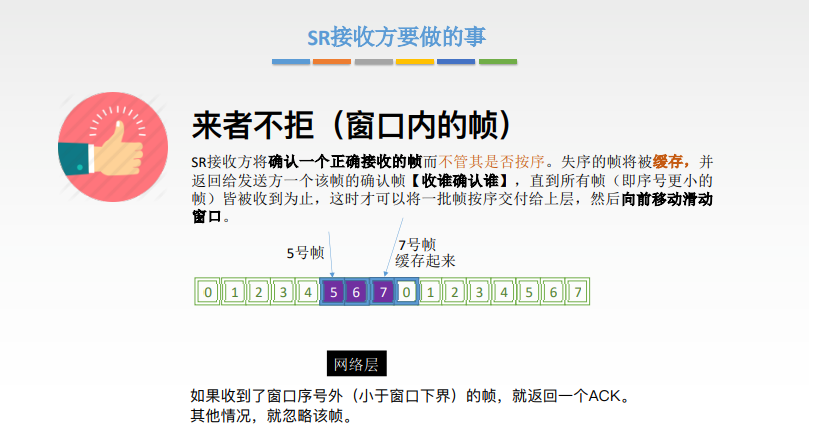 SR接收方要做的事
来者不拒（窗口内的帧）
SR接收方将确认一个正确接收的帧而不管其是否按序。失序的帧将被缓存，并
返回给发送方一个该帧的确认帧【收谁确认谁】，直到所有帧（即序号更小的
帧）皆被收到为止，这时才可以将一批帧按序交付给上层，然后向前移动滑动
窗口。
5号帧
7号帧
缓存起来
0 1 2 3 4 5 6 7 0 1 2 3 4 5 6 7
网络层
如果收到了窗口序号外（小于窗口下界）的帧，就返回一个ACK。
其他情况，就忽略该帧。